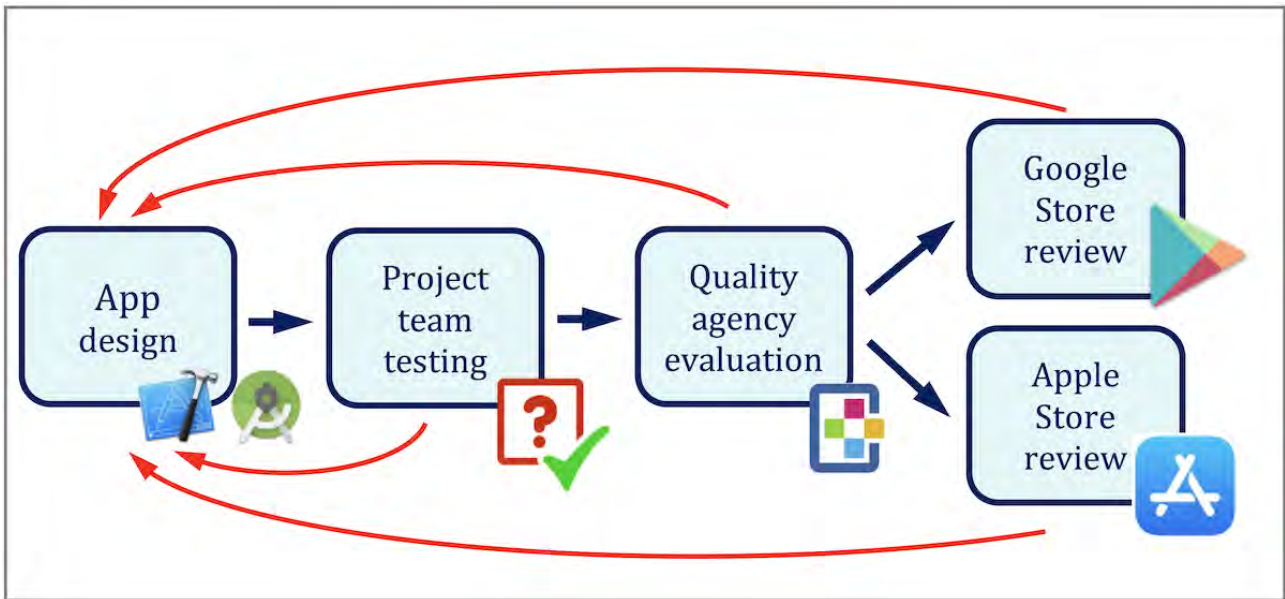 App
design
Project
team
testing
Quality
agency
evaluation
Google
Store
review
Apple
Store
review
?